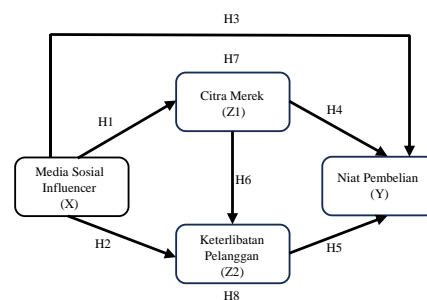 H3
H7
Citra Merek
(Z1)
H1
H4
Media Sosial
Influencer
(X)
H6
Niat Pembelian
(Y)
H2
Keterlibatan
Pelanggan
(Z2)
H5
H8